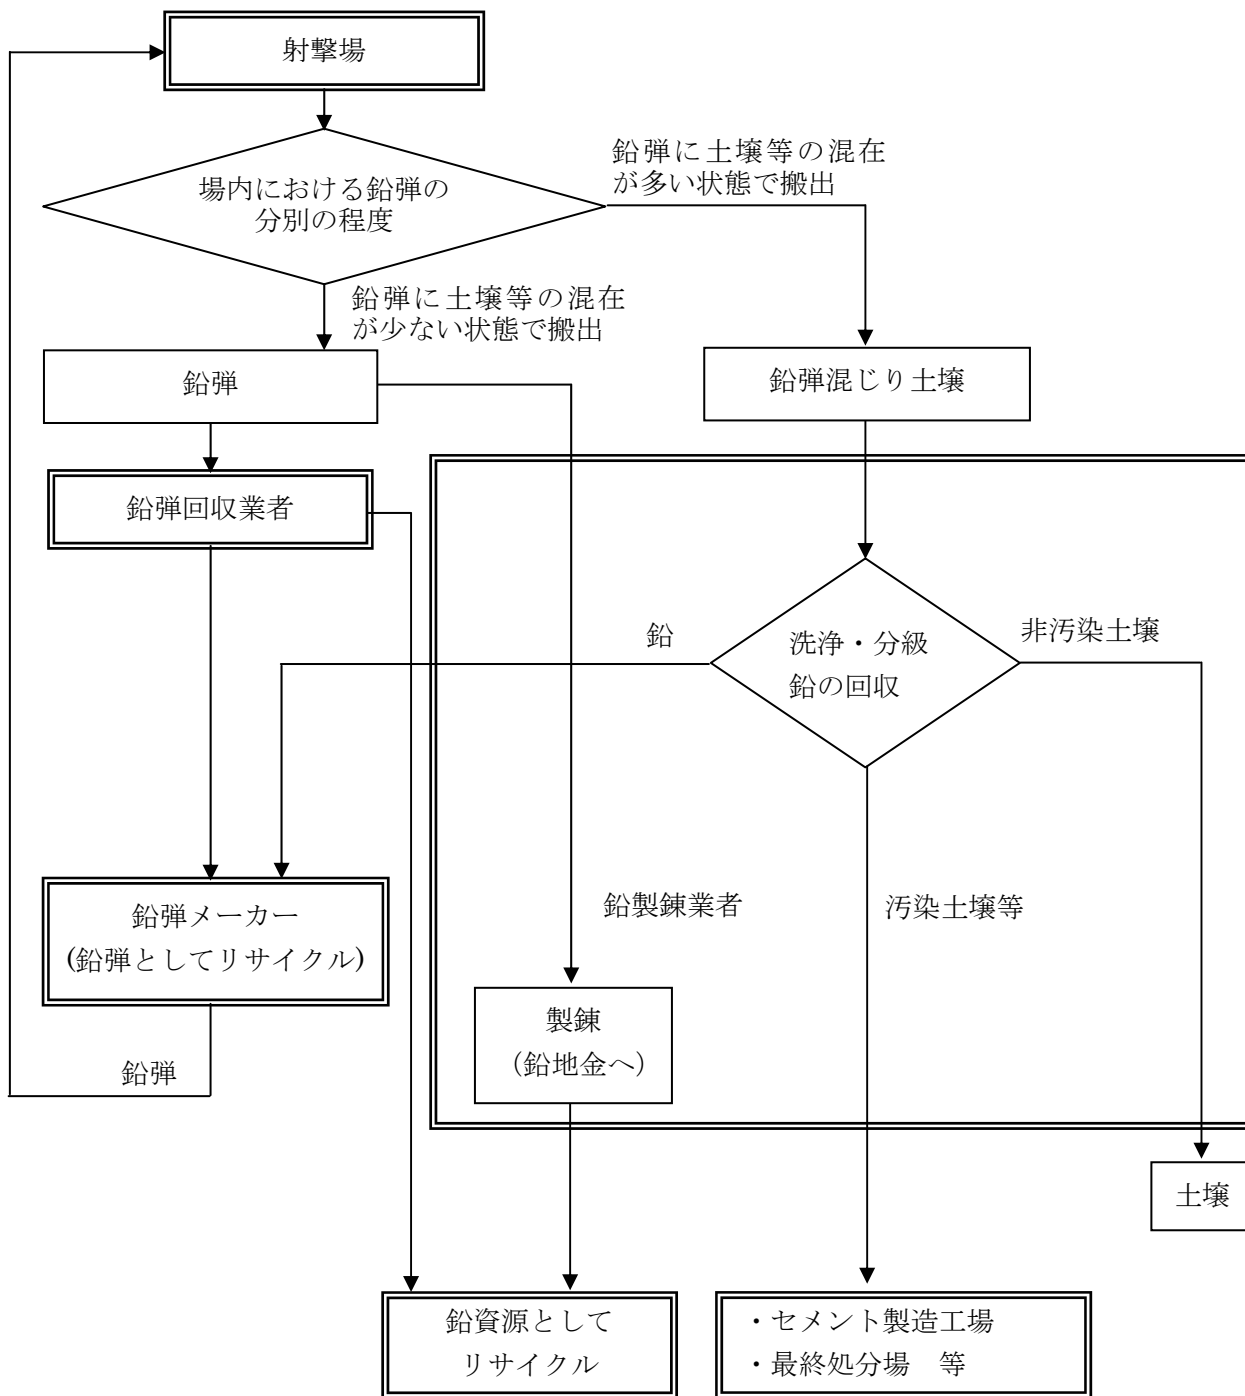 射撃場
場内における鉛弾の
分別の程度
鉛弾に土壌等の混在
が多い状態で搬出
鉛弾に土壌等の混在
が少ない状態で搬出
鉛弾
鉛弾混じり土壌
鉛弾回収業者
鉛
洗浄・分級
鉛の回収
非汚染土壌
鉛弾メーカー
(鉛弾としてリサイクル)
鉛製錬業者
汚染土壌等
製錬
(鉛地金へ)
鉛弾
土壌
鉛資源として
リサイクル
・セメント製造工場
・最終処分場　等